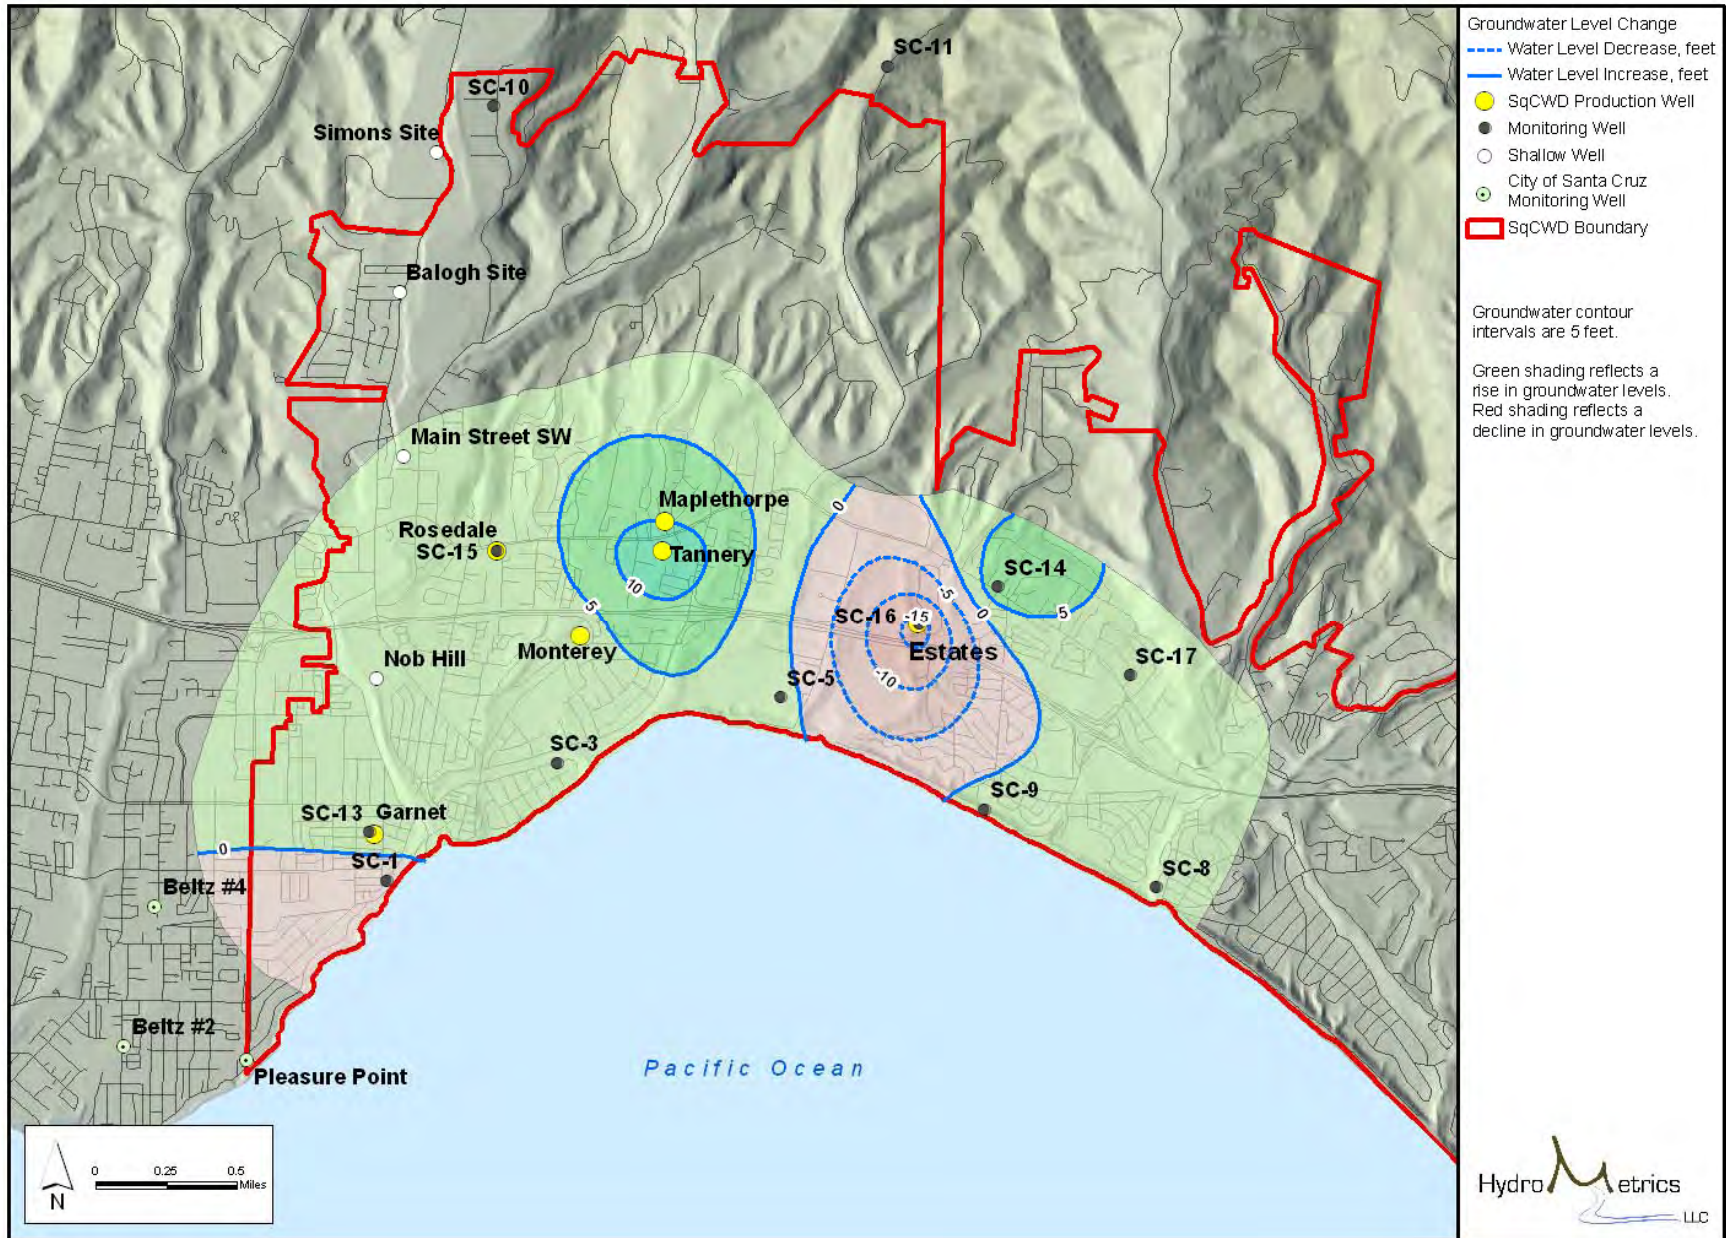 SC-11
SC-10
Simons Site
Balogh Site
Main Street SW
Maplethorpe
Rosedale
SC-15
Tannery
10
5
0
SC-14
-5
0
5
SC-16
-15
Estates
Monterey
Nob Hill
SC-17
-10
SC-5
SC-3
SC-9
SC-13
Garnet
0
SC-1
SC-8
Beltz #4
Beltz #2
Pleasure Point
Pacific Ocean
N
0 0.25 0.5
Miles
Groundwater Level Change
Water Level Decrease, feet
Water Level Increase, feet
SqCWD Production Well
Monitoring Well
Shallow Well
City of Santa Cruz
Monitoring Well
SqCWD Boundary
Groundwater contour
intervals are 5 feet.
Green shading reflects a
rise in groundwater levels.
Red shading reflects a
decline in groundwater levels.
HydroMetrics
LLC